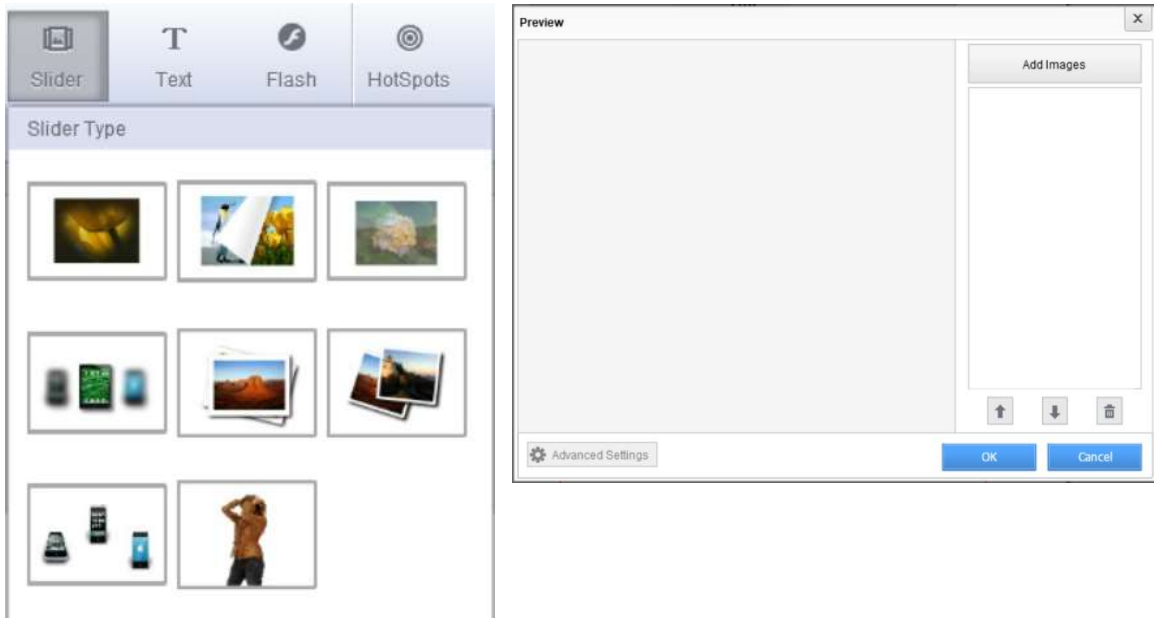 Slider Text Flash HotSpots
Slider Type
Preview
Add Images
Advanced Settings OK Cancel